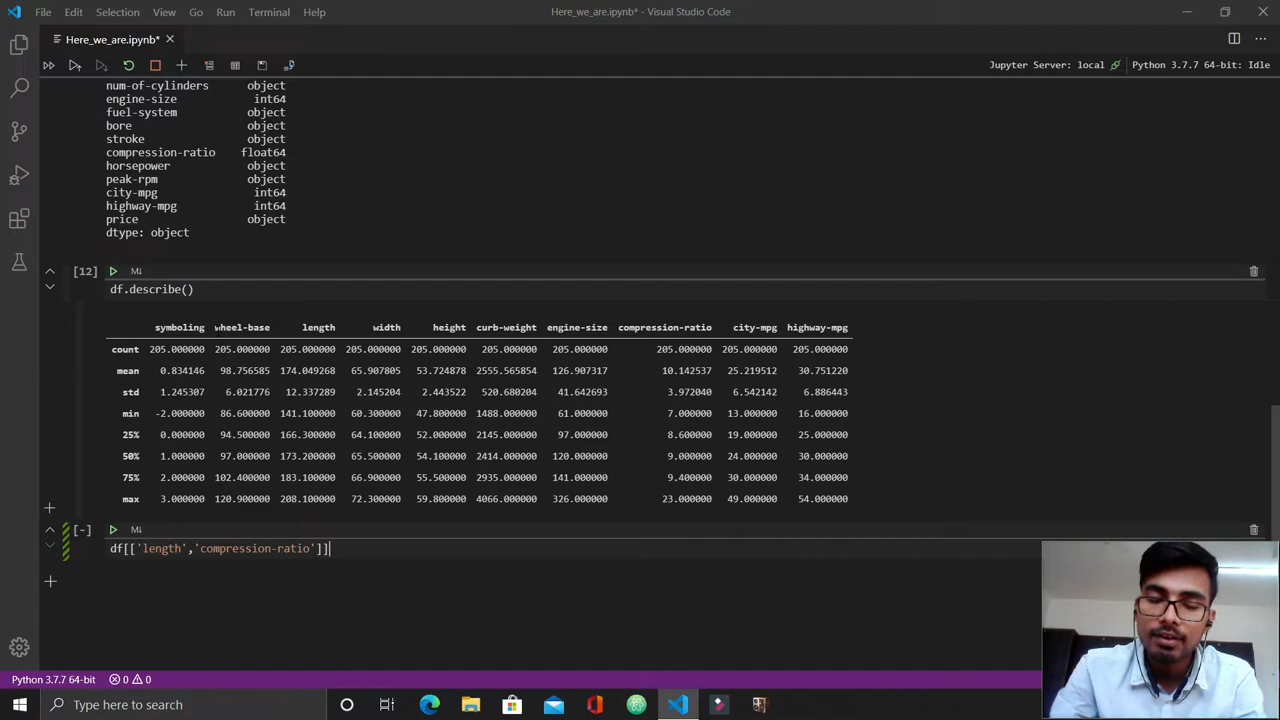 File Edit Selection View Go Run Terminal Help Here_we_are.ipynb* - Visual Studio Code
Here_we_are.ipynb*
Jupyter Server: local Python 3.7.7 64-bit: Idle
num-of-cylinders object
engine-size int64
fuel-system object
bore object
stroke object
compression-ratio float64
horsepower object
peak-rpm object
city-mpg int64
highway-mpg int64
price object
dtype: object
[12] M↓
df.describe()
symboling wheel-base length width height curb-weight engine-size compression-ratio city-mpg highway-mpg
count 205.000000 205.000000 205.000000 205.000000 205.000000 205.000000 205.000000 205.000000 205.000000 205.000000
mean 0.834146 98.756585 174.049268 65.907805 53.724878 2555.565854 126.907317 10.142537 25.219512 30.751220
std 1.245307 6.021776 12.337289 2.145204 2.443522 520.680204 41.642693 3.972040 6.542142 6.886443
min -2.000000 86.600000 141.100000 60.300000 47.800000 1488.000000 61.000000 7.000000 13.000000 16.000000
25% 0.000000 94.500000 166.300000 64.100000 52.000000 2145.000000 97.000000 8.600000 19.000000 25.000000
50% 1.000000 97.000000 173.200000 65.500000 54.100000 2414.000000 120.000000 9.000000 24.000000 30.000000
75% 2.000000 102.400000 183.100000 66.900000 55.500000 2935.000000 141.000000 9.400000 30.000000 34.000000
max 3.000000 120.900000 208.100000 72.300000 59.800000 4066.000000 326.000000 23.000000 49.000000 54.000000
[-] M↓
df[['length','compression-ratio']]
Python 3.7.7 64-bit 0 0
Type here to search